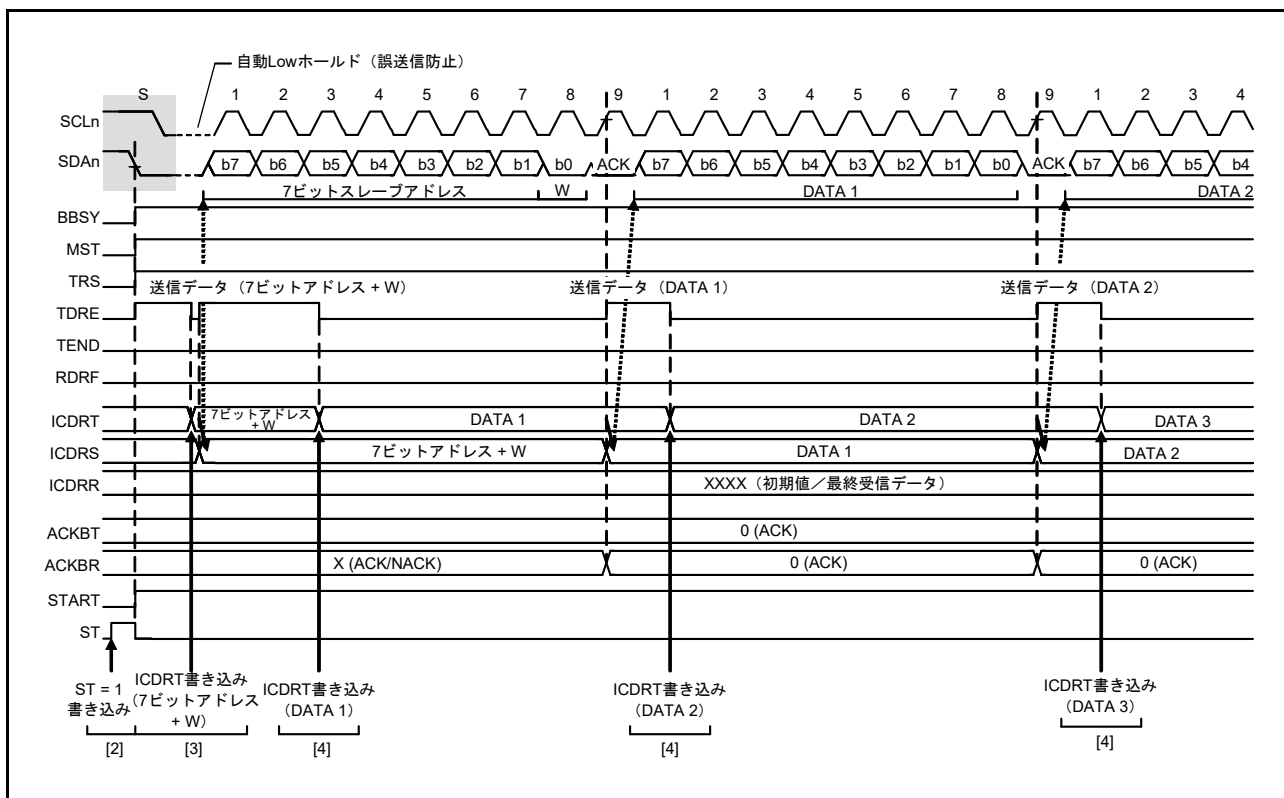 自動Lowホールド（誤送信防止）
S 1 2 3 4 5 6 7 8 9 1 2 3 4 5 6 7 8 9 1 2 3 4
SCLn
SDAn b7 b6 b5 b4 b3 b2 b1 b0 ACK b7 b6 b5 b4 b3 b2 b1 b0 ACK b7 b6 b5 b4
7ビットスレーブアドレス W DATA 1 DATA 2
BBSY
MST
TRS
送信データ（7ビットアドレス + W） 送信データ（DATA 1） 送信データ（DATA 2）
TDRE
TEND
RDRF
ICDRT 7ビットアドレス + W DATA 1 DATA 2 DATA 3
ICDRS 7ビットアドレス + W DATA 1 DATA 2
ICDRR XXXX（初期値／最終受信データ）
ACKBT 0 (ACK)
ACKBR X (ACK/NACK) 0 (ACK) 0 (ACK)
START
ST
ST = 1
書き込み
[2]
ICDRT書き込み
（7ビットアドレス
+ W）
[3]
ICDRT書き込み
(DATA 1)
[4]
ICDRT書き込み
(DATA 2)
[4]
ICDRT書き込み
(DATA 3)
[4]